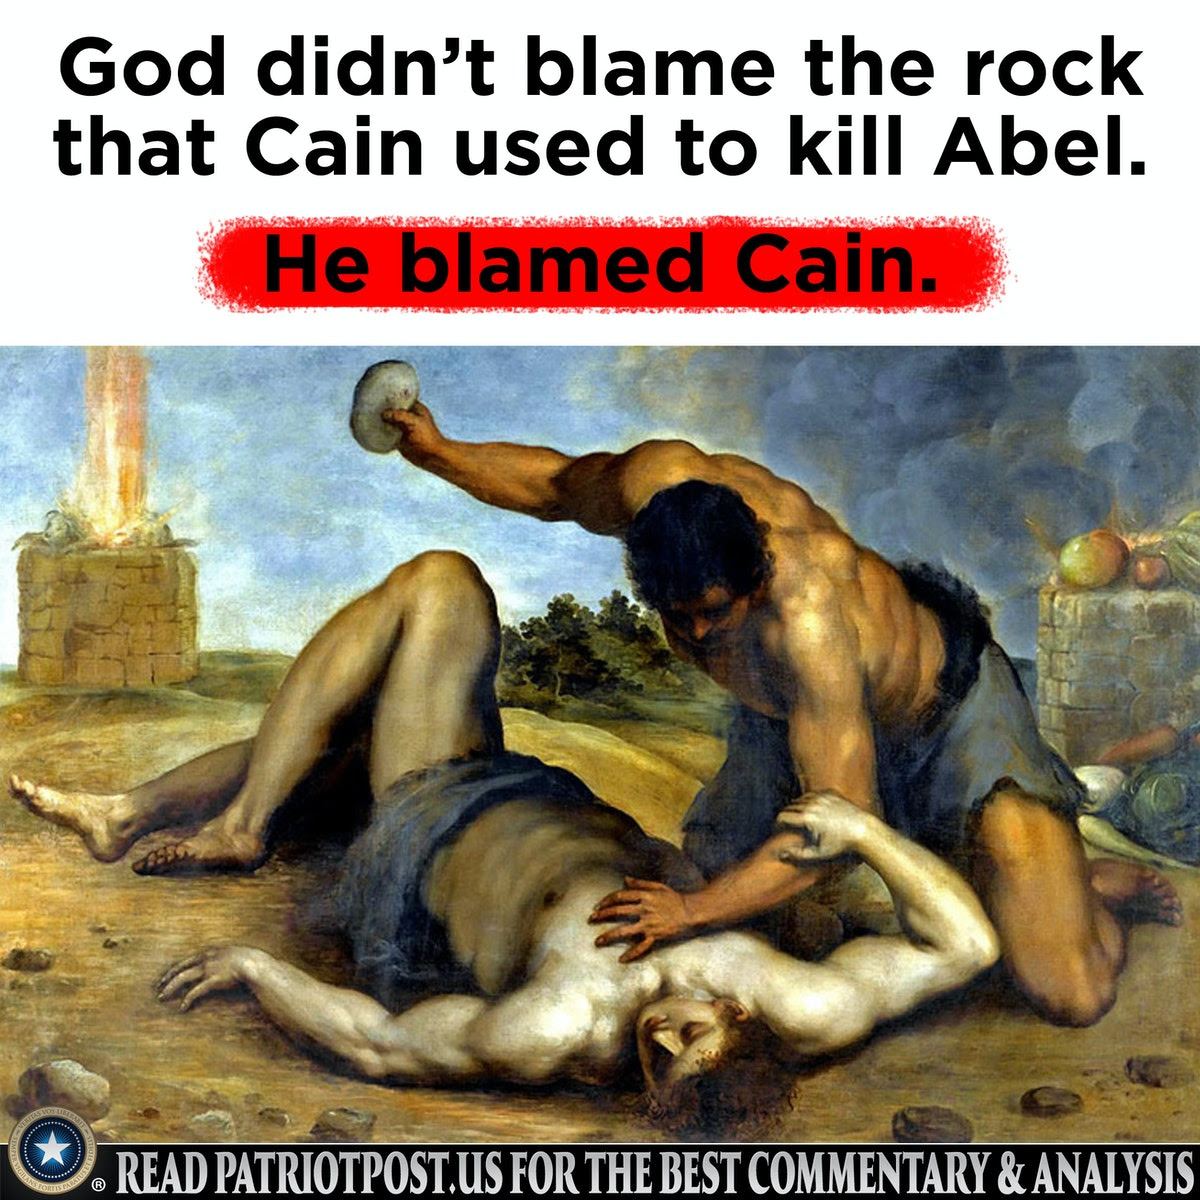 God didn’t blame the rock
that Cain used to kill Abel.
He blamed Cain.
® READ PATRIOTPOST.US FOR THE BEST COMMENTARY & ANALYSIS